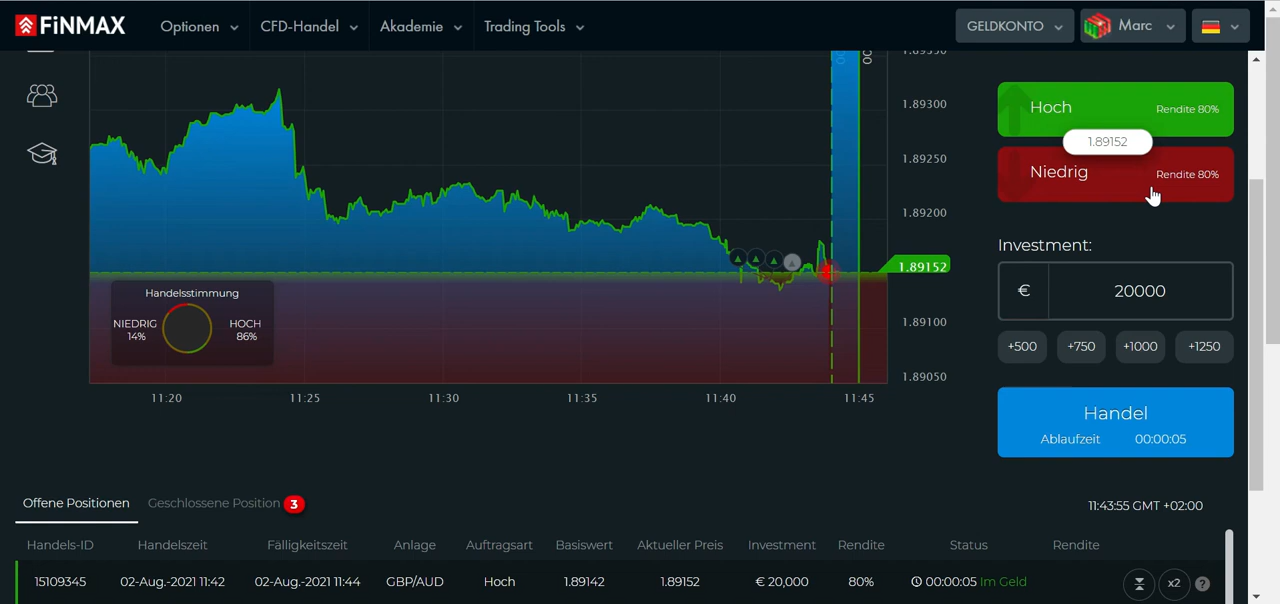 FiNMAX Optionen CFD-Handel Akademie Trading Tools GELDKONTO Marc
1.89300
1.89250
1.89200
1.89152
1.89100
1.89050
Handelsstimmung
NIEDRIG HOCH
14% 86%
11:20 11:25 11:30 11:35 11:40 11:45
Hoch Rendite 80%
1.89152
Niedrig Rendite 80%
Investment:
€ 20000
+500 +750 +1000 +1250
Handel
Ablaufzeit 00:00:05
Offene Positionen Geschlossene Position 3 11:43:55 GMT +02:00
Handels-ID Handelszeit Fälligkeitszeit Anlage Auftragsart Basiswert Aktueller Preis Investment Rendite Status Rendite
15109345 02-Aug-2021 11:42 02-Aug-2021 11:44 GBP/AUD Hoch 1.89142 1.89152 € 20,000 80% 00:00:05 Im Geld x2 ?